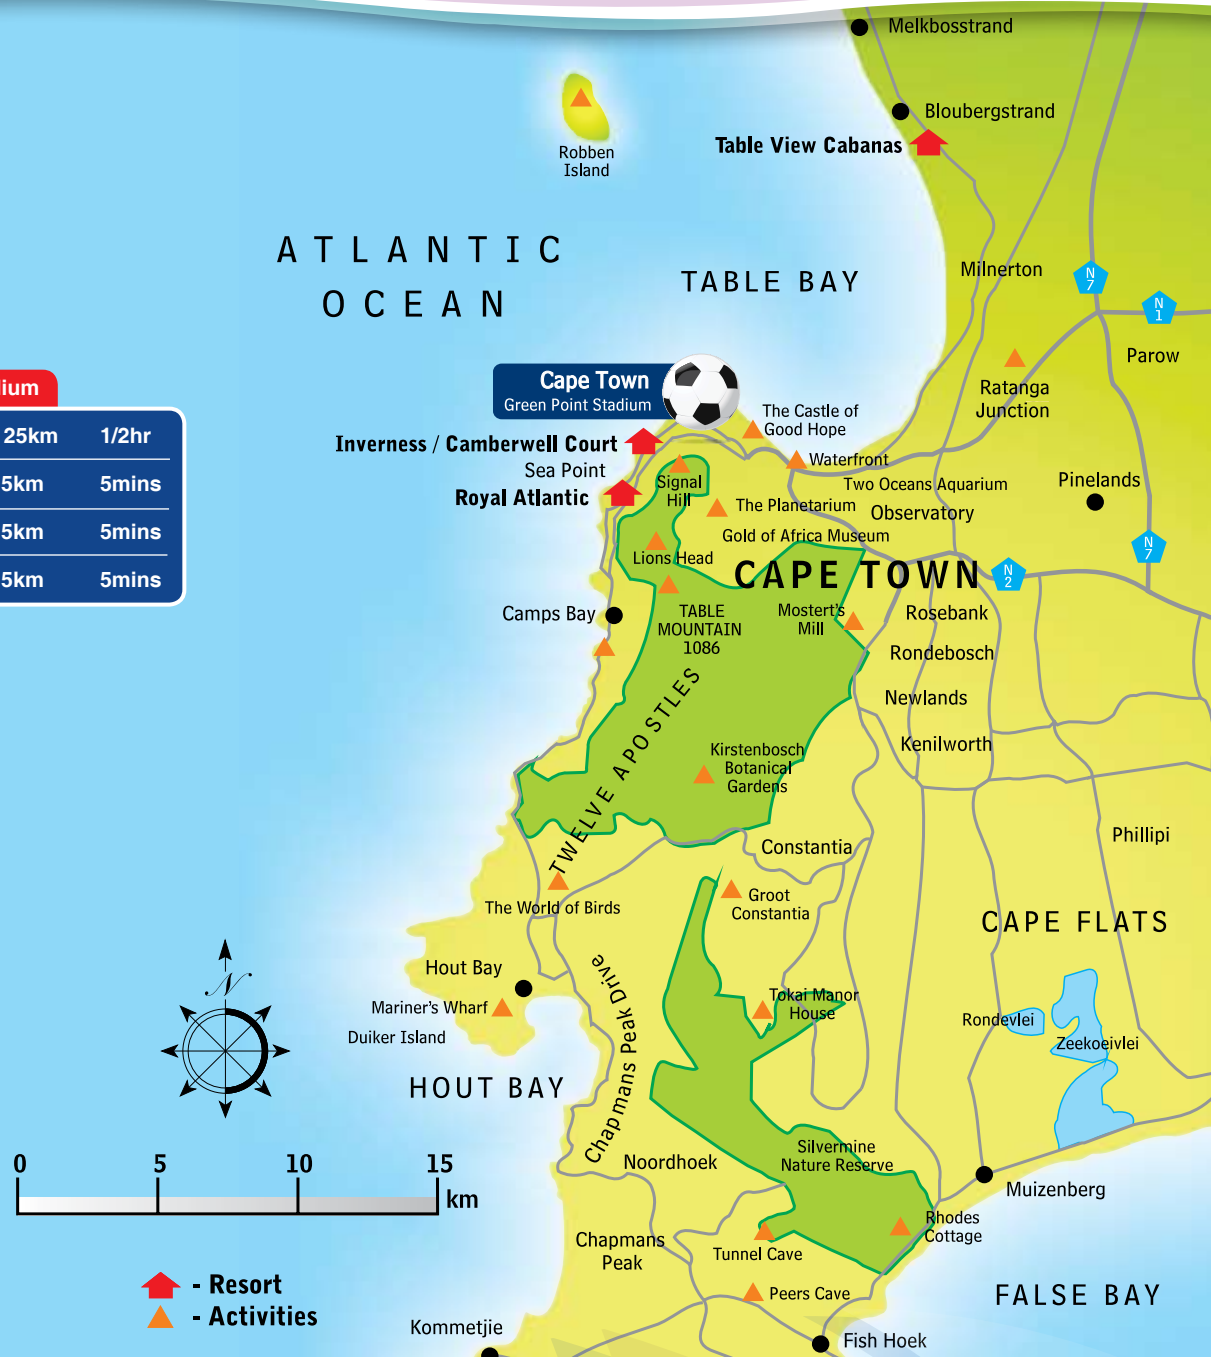 Melkbosstrand
Bloubergstrand
Table View Cabanas
Robben
Island
ATLANTIC
OCEAN
TABLE BAY
Milnerton
N
7
N
1
Parow
Ratanga
Junction
Cape Town
Green Point Stadium
The Castle of
Good Hope
Inverness / Camberwell Court
Sea Point
Royal Atlantic
Waterfront
Signal
Hill
Two Oceans Aquarium
Pinelands
The Planetarium
Observatory
Gold of Africa Museum
Lions Head
CAPE TOWN
N
2
N
7
25km 1/2hr
5km 5mins
5km 5mins
5km 5mins
Camps Bay
TABLE
MOUNTAIN
1086
Mostert's
Mill
Rosebank
Rondebosch
Newlands
Kenilworth
TWELVE APOSTLES
Kirstenbosch
Botanical
Gardens
Constantia
Phillipi
Groot
Constantia
The World of Birds
CAPE FLATS
Hout Bay
Mariner's Wharf
Duiker Island
HOUT BAY
Chapmans Peak Drive
Tokai Manor
House
Rondevlei
Zeekoeivlei
N
0 5 10 15
km
Noordhoek
Silvermine
Nature Reserve
Muizenberg
Rhodes
Cottage
Chapmans
Peak
Tunnel Cave
Peers Cave
FALSE BAY
- Resort
- Activities
Kommetjie
Fish Hoek